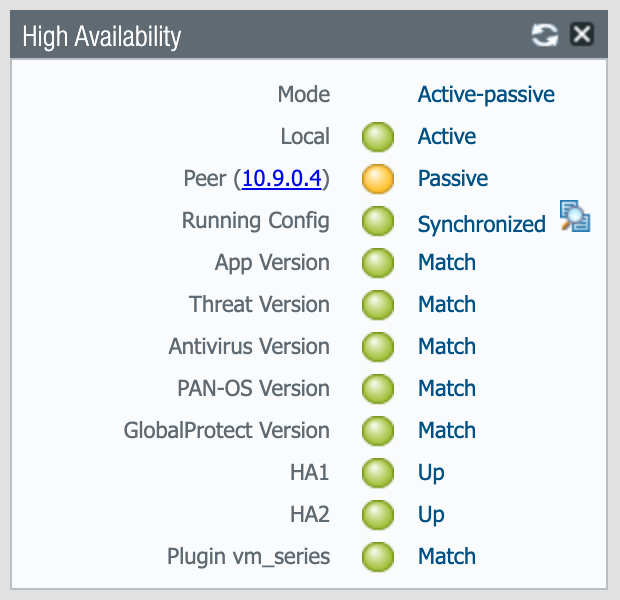 High Availability
Mode Active-passive
Local Active
Peer (10.9.0.4) Passive
Running Config Synchronized
App Version Match
Threat Version Match
Antivirus Version Match
PAN-OS Version Match
GlobalProtect Version Match
HA1 Up
HA2 Up
Plugin vm_series Match